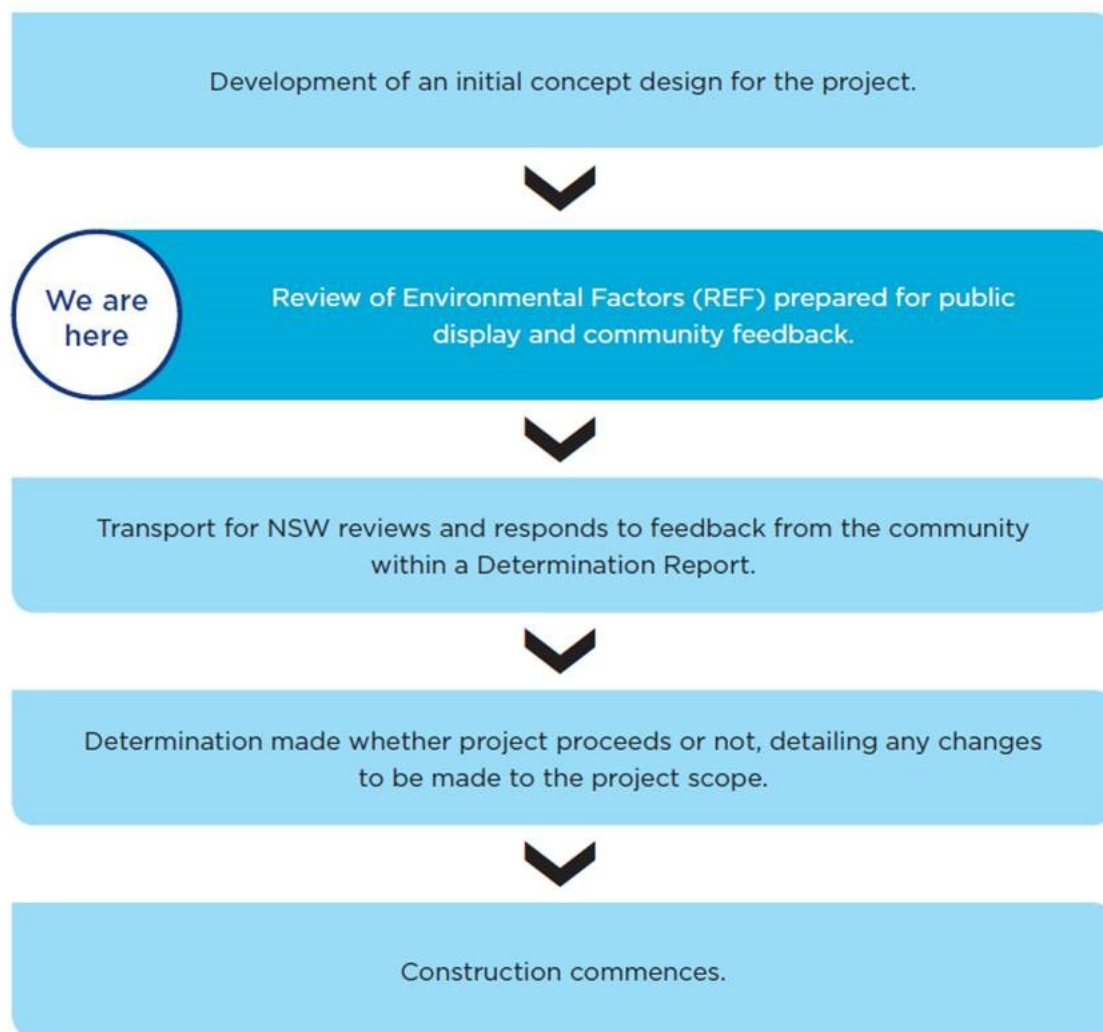 Development of an initial concept design for the project.
We are
here
Review of Environmental Factors (REF) prepared for public
display and community feedback.
Transport for NSW reviews and responds to feedback from the community
within a Determination Report.
Determination made whether project proceeds or not, detailing any changes
to be made to the project scope.
Construction commences.